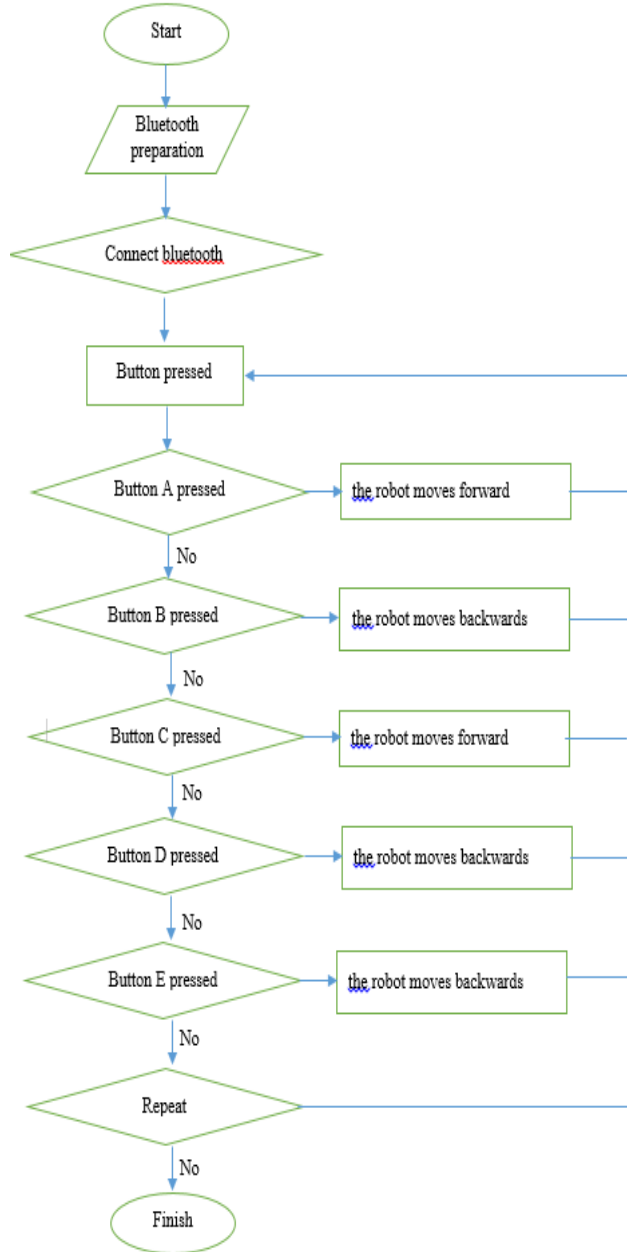 Start
Bluetooth
preparation
Connect bluetooth
Button pressed
Button A pressed
the robot moves forward
No
Button B pressed
the robot moves backwards
No
Button C pressed
the robot moves forward
No
Button D pressed
the robot moves backwards
No
Button E pressed
the robot moves backwards
No
Repeat
No
Finish